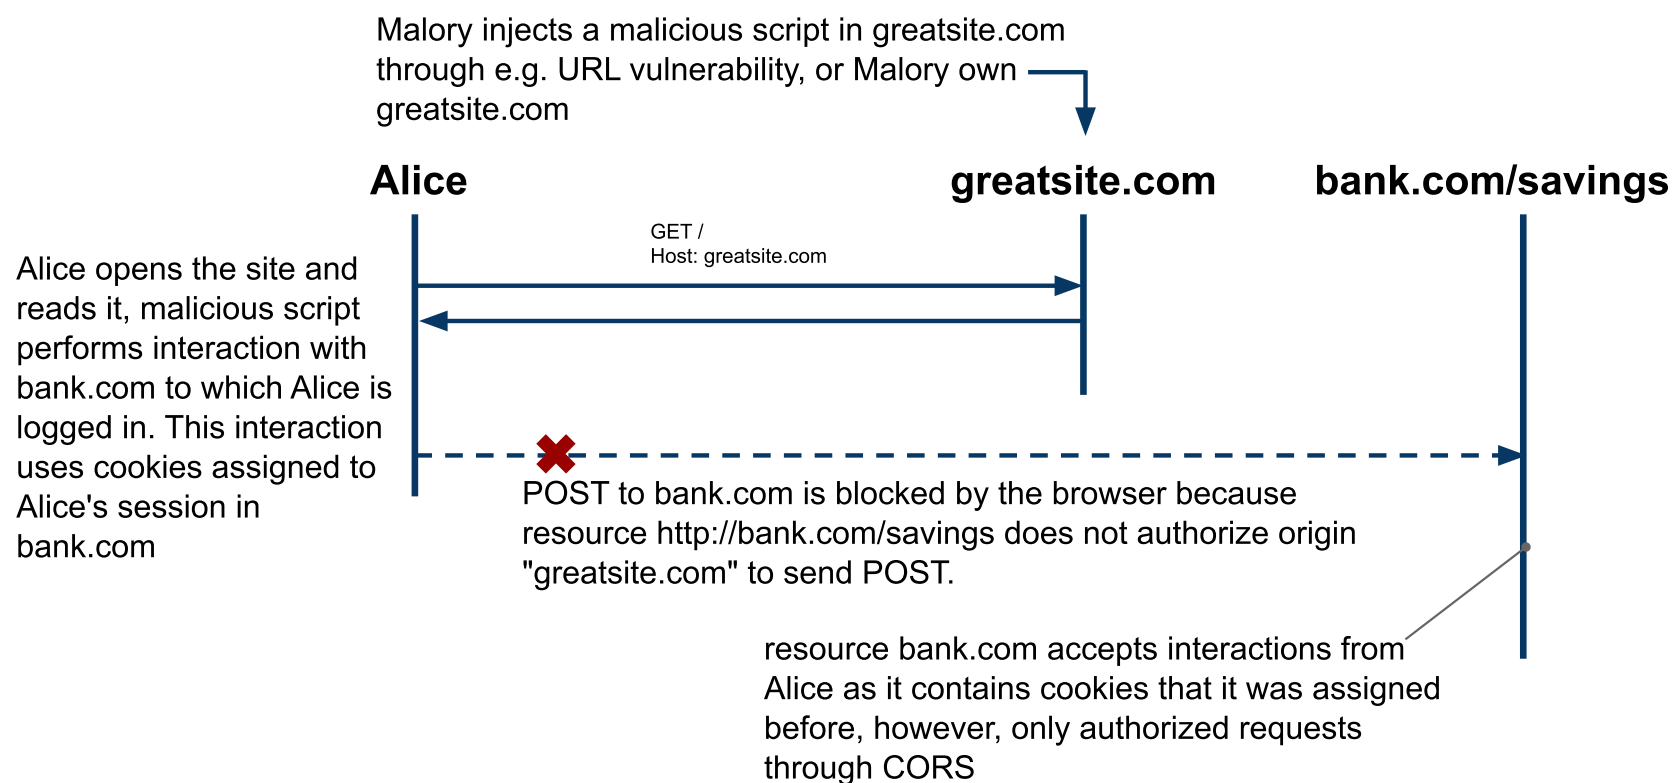 Malory injects a malicious script in greatsite.com
through e.g. URL vulnerability, or Malory own
greatsite.com
Alice
greatsite.com
bank.com/savings
GET /
Host: greatsite.com
Alice opens the site and
reads it, malicious script
performs interaction with
bank.com to which Alice is
logged in. This interaction
uses cookies assigned to
Alice's session in
bank.com
POST to bank.com is blocked by the browser because
resource http://bank.com/savings does not authorize origin
"greatsite.com" to send POST.
resource bank.com accepts interactions from
Alice as it contains cookies that it was assigned
before, however, only authorized requests
through CORS